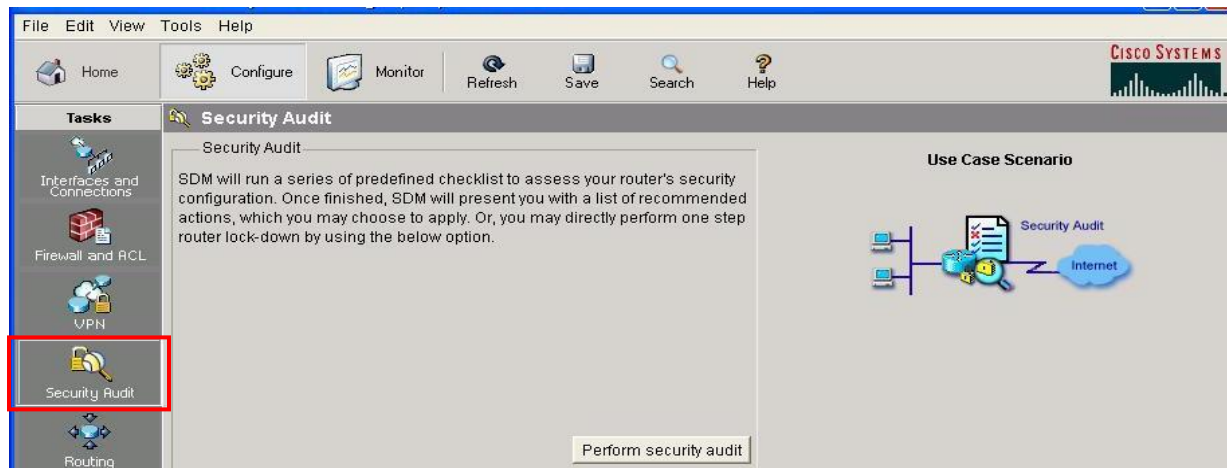 File Edit View Tools Help
Home
Configure
Monitor
Refresh
Save
Search
Help
CISCO SYSTEMS
Tasks
Security Audit
Interfaces and
Connections
Firewall and ACL
VPN
Security Audit
Routing
Security Audit
SDM will run a series of predefined checklist to assess your router's security
configuration. Once finished, SDM will present you with a list of recommended
actions, which you may choose to apply. Or, you may directly perform one step
router lock-down by using the below option.
Perform security audit
Use Case Scenario
Security Audit
Internet